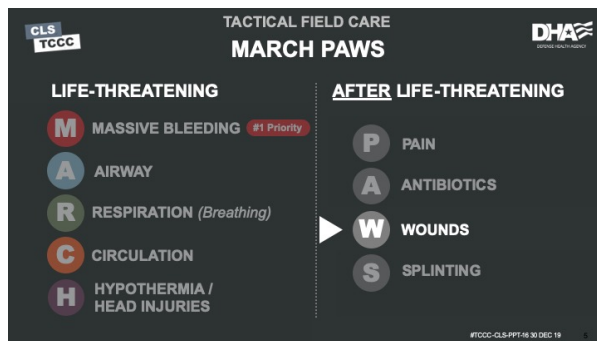 CLS
TCCC
TACTICAL FIELD CARE
MARCH PAWS
DHA
DEFENSE HEALTH AGENCY
LIFE-THREATENING
M MASSIVE BLEEDING #1 Priority
A AIRWAY
R RESPIRATION (Breathing)
C CIRCULATION
H HYPOTHERMIA /
HEAD INJURIES
AFTER LIFE-THREATENING
P PAIN
A ANTIBIOTICS
W WOUNDS
S SPLINTING
#TCCC-CLS-PPT-16 30 DEC 19